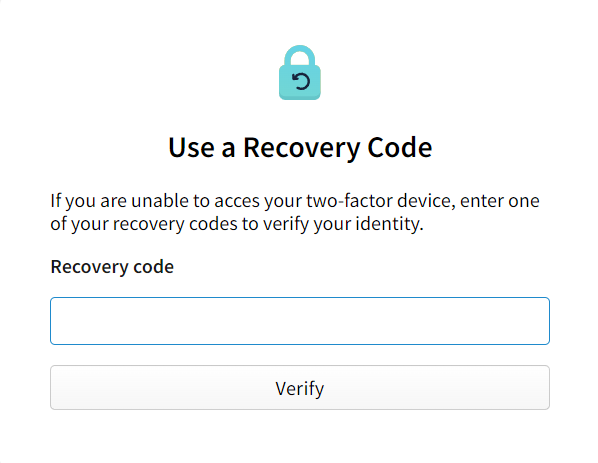 Use a Recovery Code
If you are unable to acces your two-factor device, enter one
of your recovery codes to verify your identity.
Recovery code
Verify